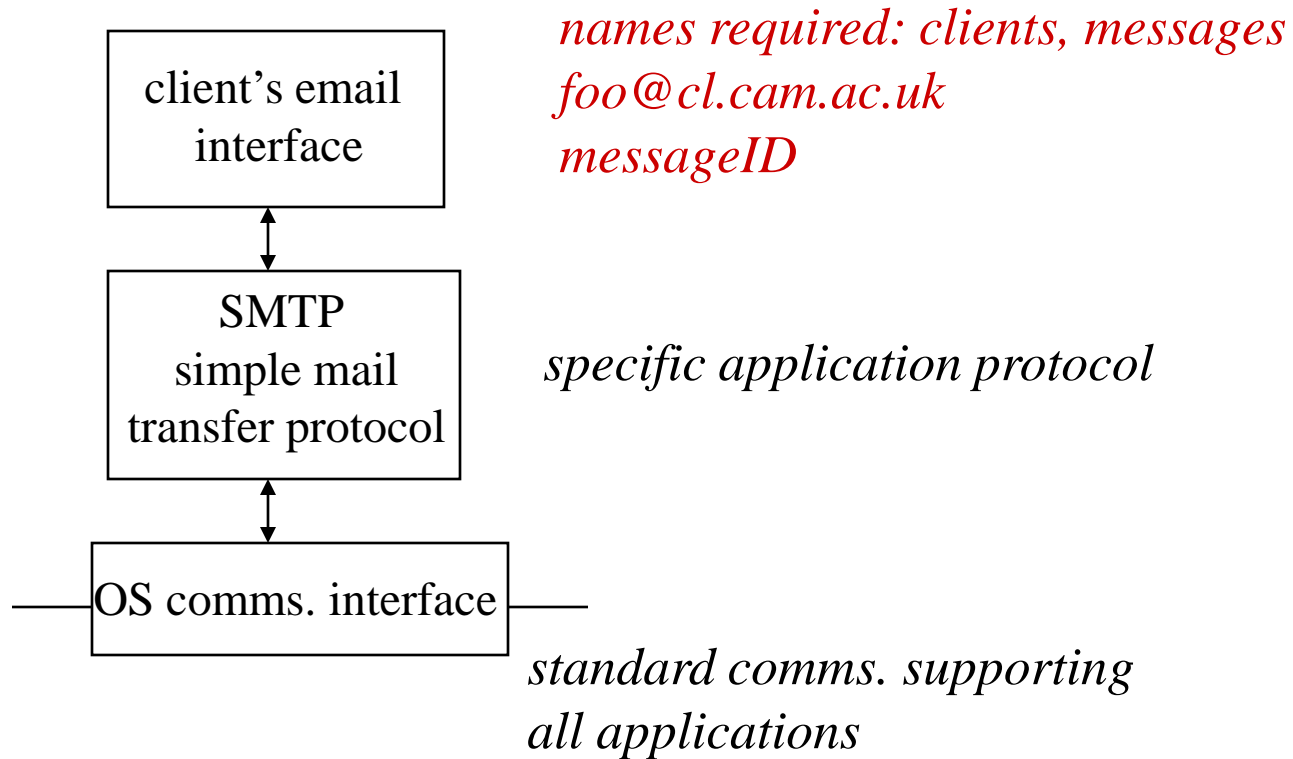 names required: clients, messages
client's email
interface
foo@cl.cam.ac.uk
messageID
SMTP
simple mail
transfer protocol
specific application protocol
OS comms. interface
standard comms. supporting
all applications